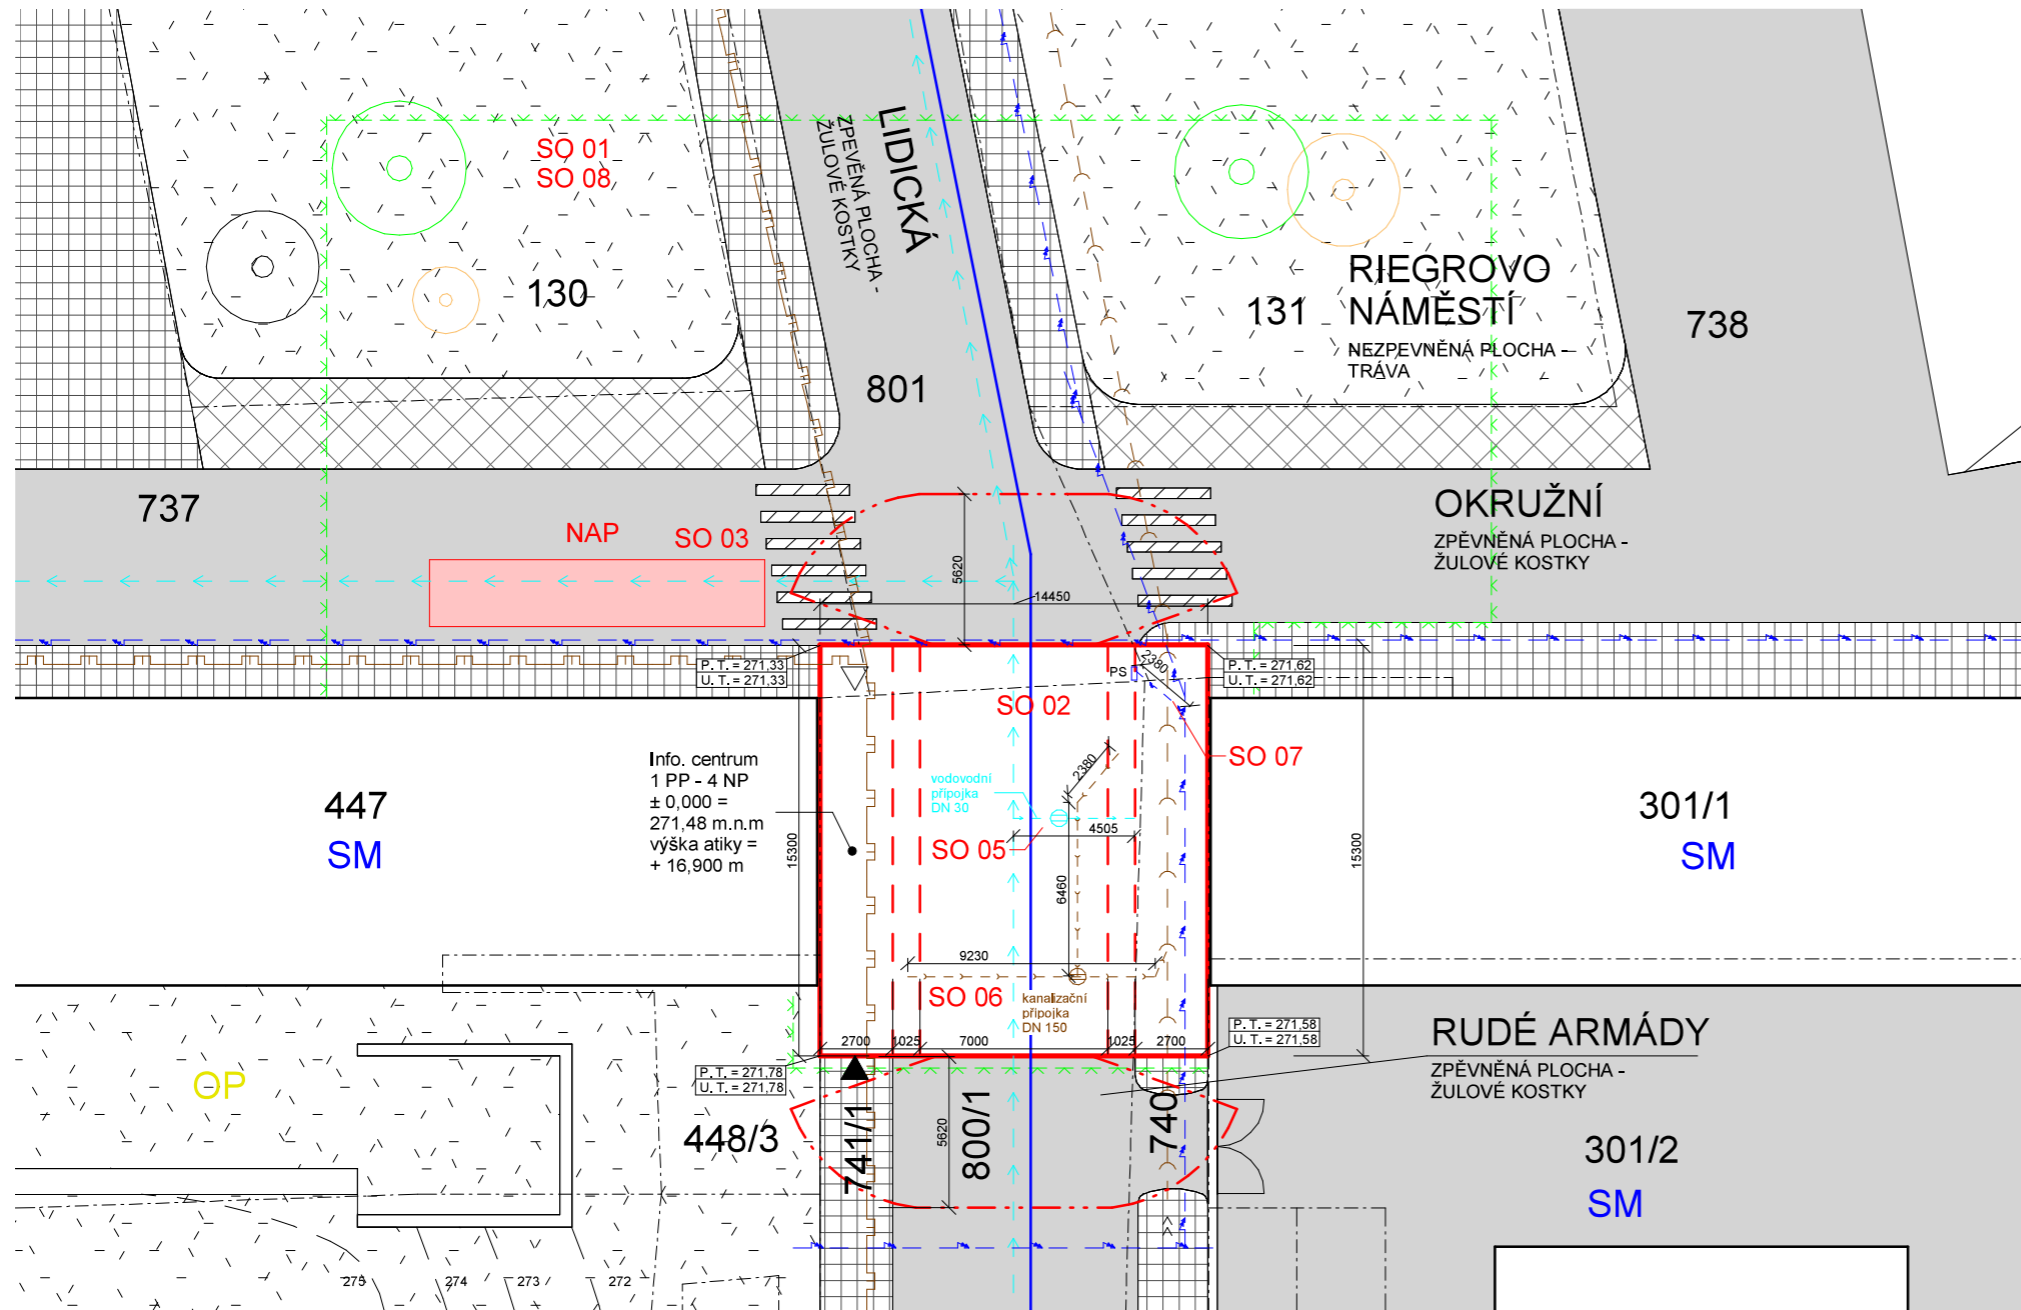 LIDICKÁ
ZPEVĚNÁ PLOCHA -
ŽULOVÉ KOSTKY
SO 01
SO 08
130
801
131
RIEGROVO
NÁMĚSTÍ
NEZPEVNĚNÁ PLOCHA -
TRÁVA
738
737
NAP
SO 03
OKRUŽNÍ
ZPĚVNĚNÁ PLOCHA -
ŽULOVÉ KOSTKY
5620
14450
P. T. = 271,33
U. T. = 271,33
PS
2380
P. T. = 271,62
U. T. = 271,62
SO 02
SO 07
Info. centrum
1 PP - 4 NP
± 0,000 =
271,48 m.n.m
výška atiky =
+ 16,900 m
vodovodní
přípojka
DN 30
2380
4505
SO 05
447
SM
301/1
SM
15300
15300
6460
9230
SO 06
kanalizační
přípojka
DN 150
2700
1025
7000
1025
2700
P. T. = 271,58
U. T. = 271,58
RUDÉ ARMÁDY
ZPĚVNĚNÁ PLOCHA -
ŽULOVÉ KOSTKY
P. T. = 271,78
U. T. = 271,78
OP
448/3
741/1
5620
800/1
740
301/2
SM
275
274
273
272